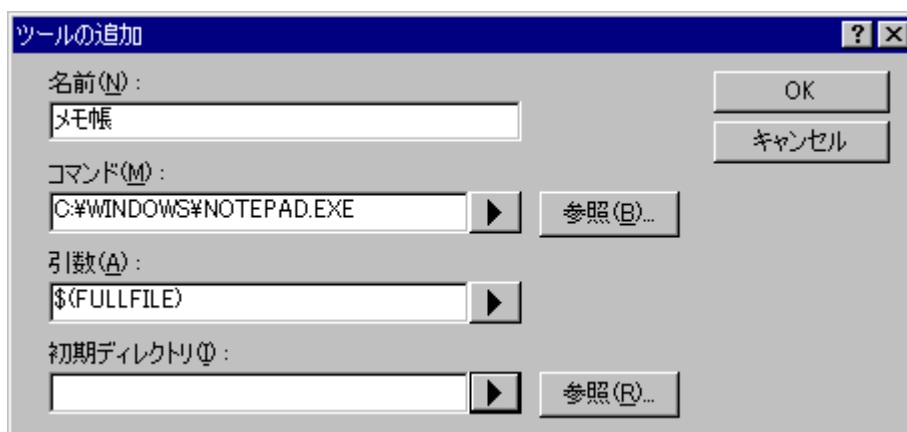 ツールの追加
名前(N):
メモ帳
OK
キャンセル
コマンド(M):
C:¥WINDOWS¥NOTEPAD.EXE
参照(B)...
引数(A):
$(FULLFILE)
初期ディレクトリ(I):
参照(R)...